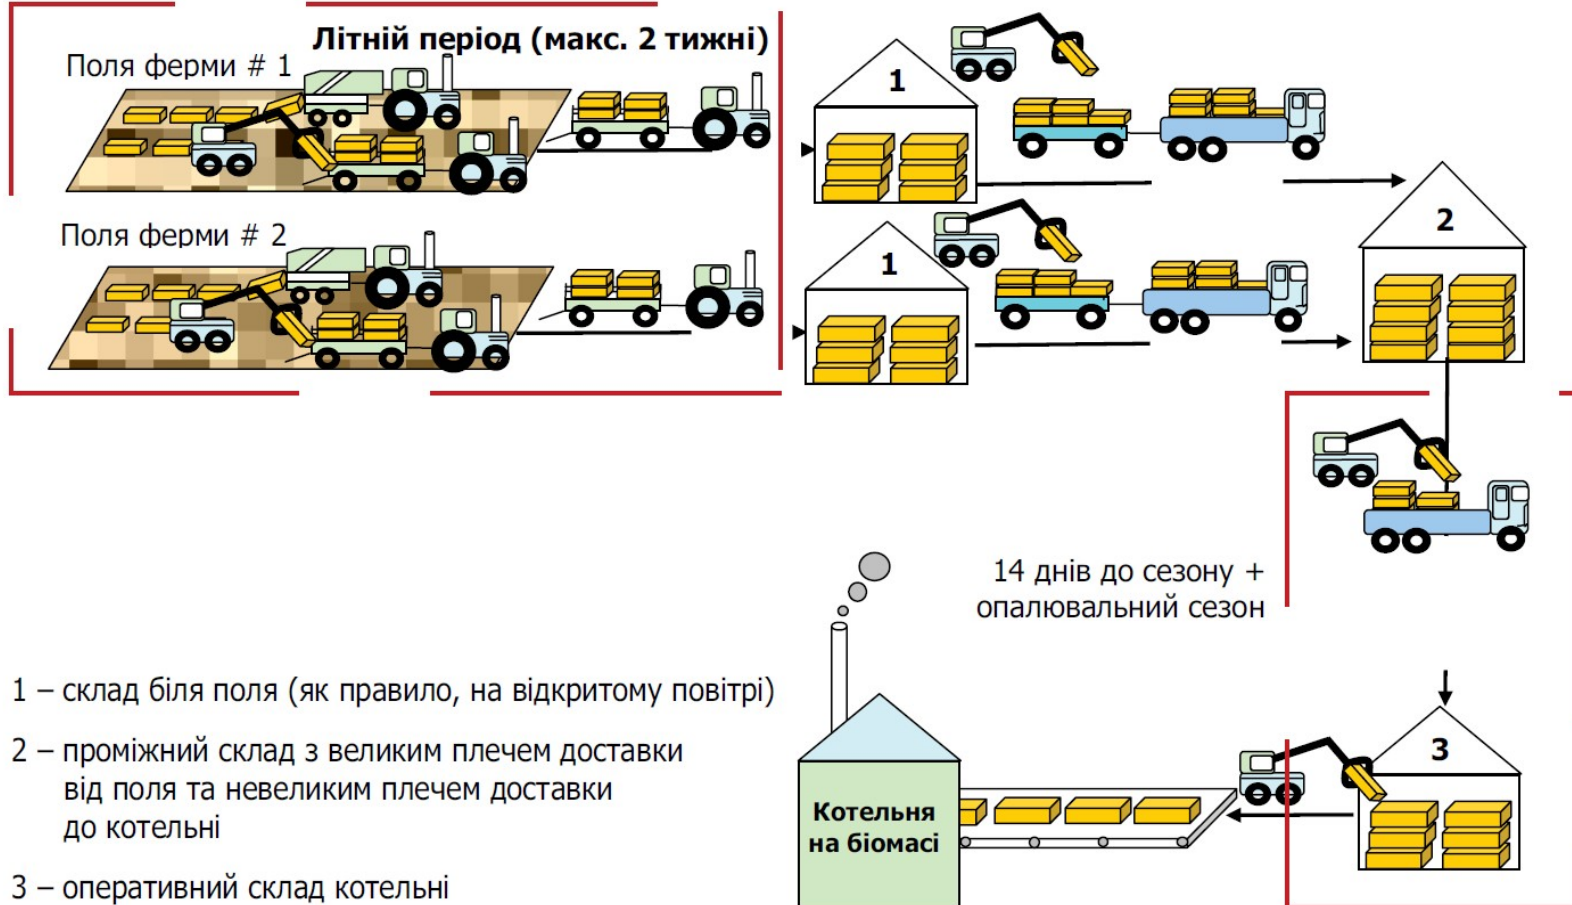 Літній період (макс. 2 тижні)
Поля ферми # 1
1
Поля ферми # 2
1
2
14 днів до сезону +
опалювальний сезон
1 – склад біля поля (як правило, на відкритому повітрі)
2 – проміжний склад з великим плечем доставки
від поля та невеликим плечем доставки
до котельні
3 – оперативний склад котельні
3
Котельня
на біомасі